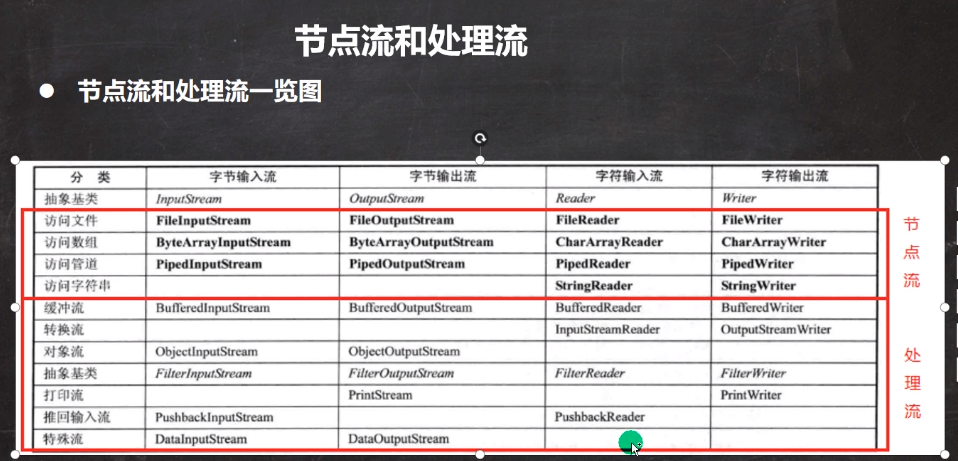 节点流和处理流
● 节点流和处理流一览图
分 类 字节输入流 字节输出流 字符输入流 字符输出流
抽象基类 InputStream OutputStream Reader Writer
访问文件 FileInputStream FileOutputStream FileReader FileWriter
访问数组 ByteArrayInputStream ByteArrayOutputStream CharArrayReader CharArrayWriter
访问管道 PipedInputStream PipedOutputStream PipedReader PipedWriter
访问字符串 StringReader StringWriter
缓冲流 BufferedInputStream BufferedOutputStream BufferedReader BufferedWriter
转换流 InputStreamReader OutputStreamWriter
对象流 ObjectInputStream ObjectOutputStream
抽象基类 FilterInputStream FilterOutputStream FilterReader FilterWriter
打印流 PrintStream PrintWriter
推回输入流 PushbackInputStream PushbackReader
特殊流 DataInputStream DataOutputStream
节点流
处理流